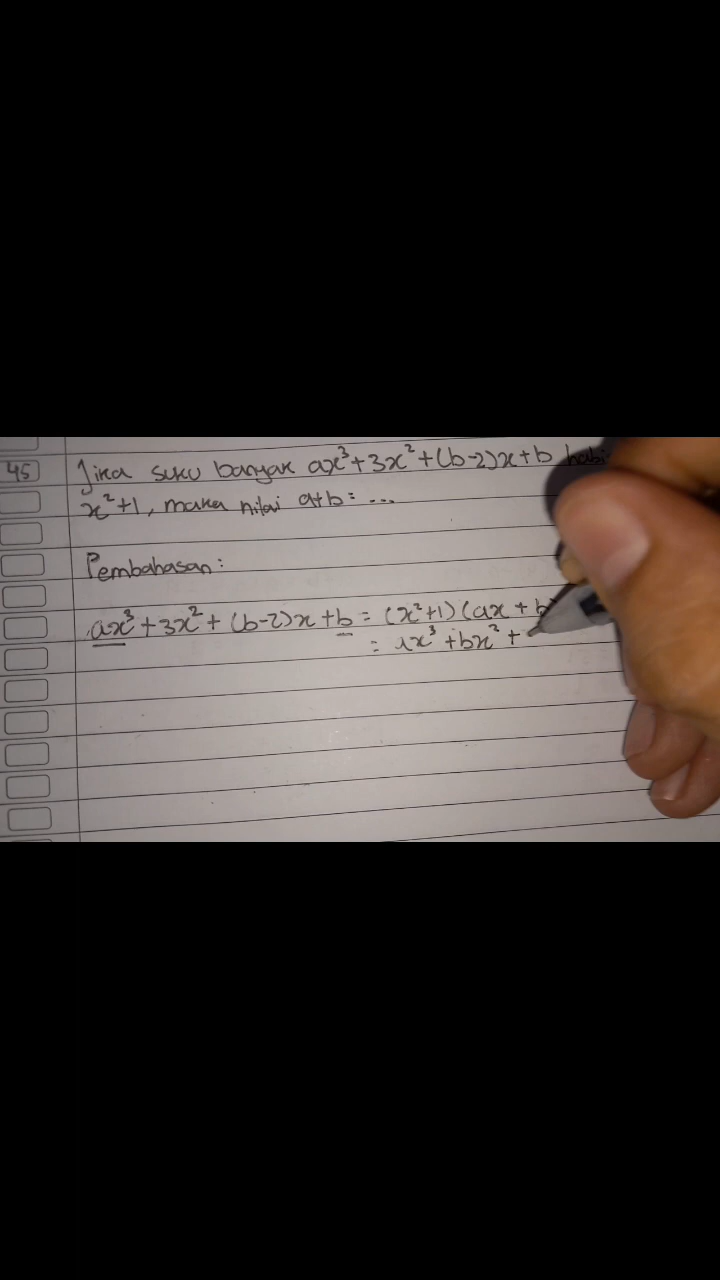 45 Jika suku banyak ax³+3x²+(b-2)x+b
x²+1, maka nilai a+b= ...
Pembahasan:
ax³+3x²+(b-2)x+b = (x²+1)(ax+b
= ax³+bx²+